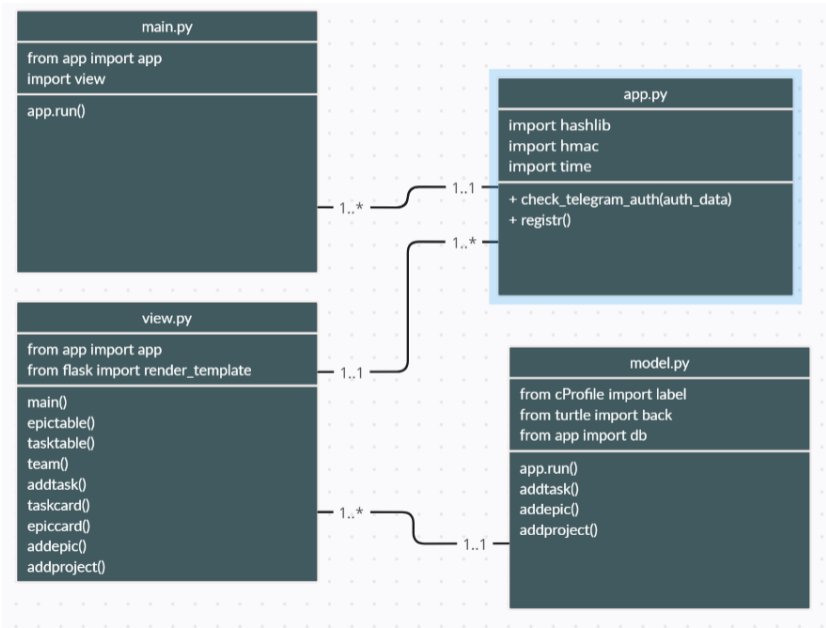 main.py
from app import app
import view
app.run()
app.py
import hashlib
import hmac
import time
+ check_telegram_auth(auth_data)
+ registr()
1..*
1..1
1..*
1..1
view.py
from app import app
from flask import render_template
main()
epictable()
tasktable()
team()
addtask()
taskcard()
epiccard()
addepic()
addproject()
model.py
from cProfile import label
from turtle import back
from app import db
app.run()
addtask()
addepic()
addproject()
1..*
1..1